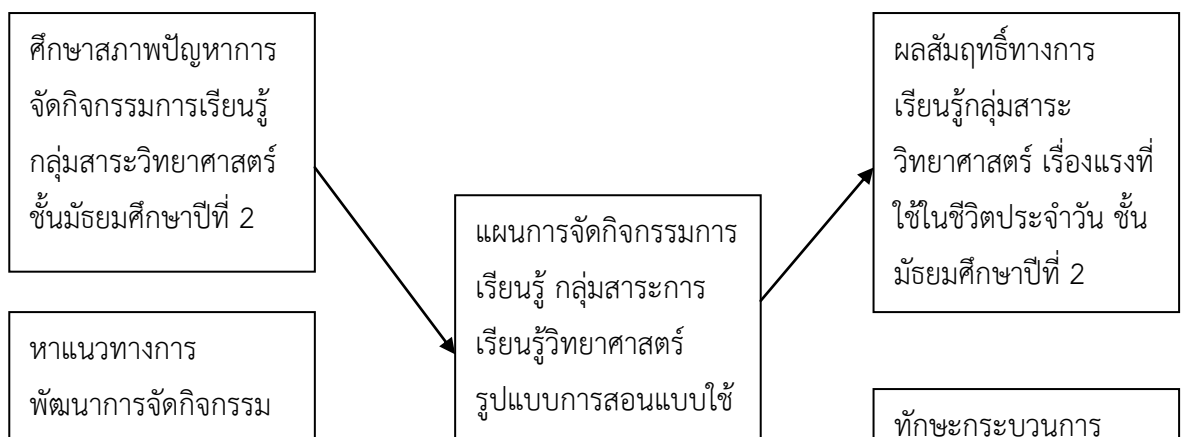 ศึกษาสภาพปัญหาการ
จัดกิจกรรมการเรียนรู้
กลุ่มสาระวิทยาศาสตร์
ชั้นมัธยมศึกษาปีที่ 2
หาแนวทางการ
พัฒนาการจัดกิจกรรม
แผนการจัดกิจกรรมการ
เรียนรู้ กลุ่มสาระการ
เรียนรู้วิทยาศาสตร์
รูปแบบการสอนแบบใช้
ผลสัมฤทธิ์ทางการ
เรียนรู้กลุ่มสาระ
วิทยาศาสตร์ เรื่องแรงที่
ใช้ในชีวิตประจำวัน ชั้น
มัธยมศึกษาปีที่ 2
ทักษะกระบวนการ